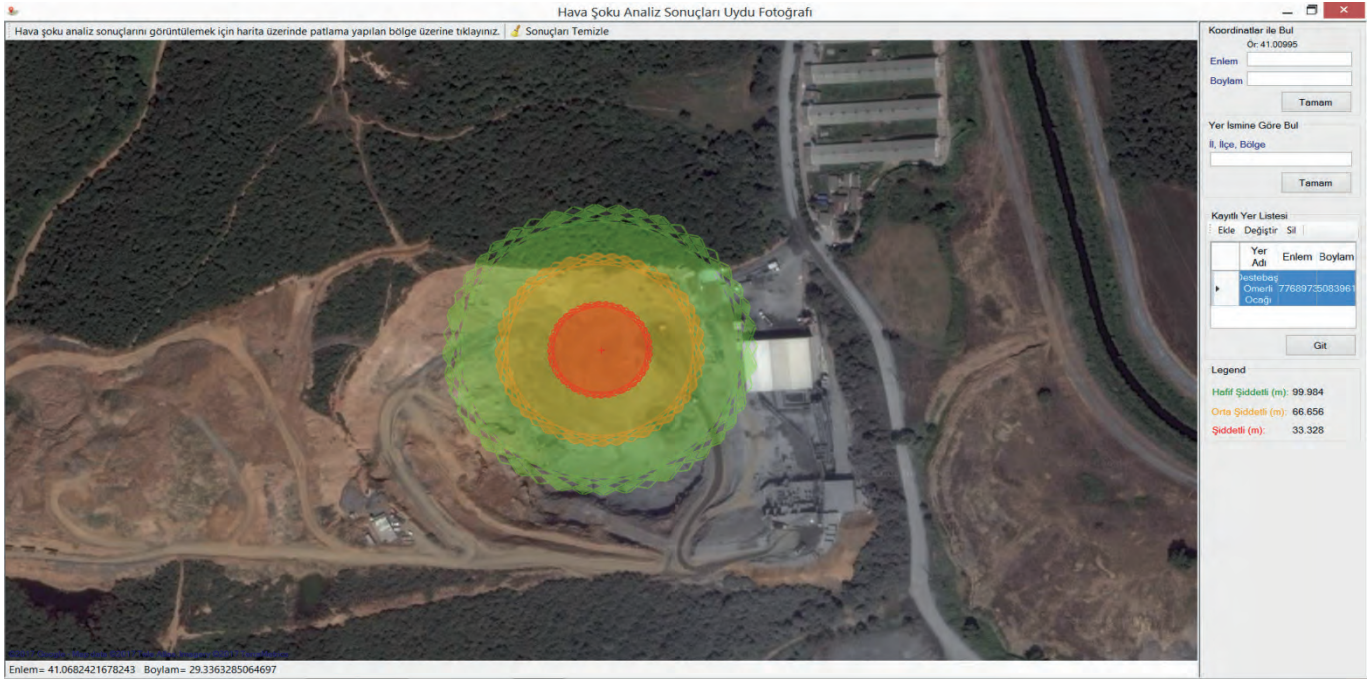 Hava Şoku Analiz Sonuçları Uydu Fotoğrafı
Hava şoku analiz sonuçlarını görüntülemek için harita üzerinde patlama yapılan bölge üzerine tıklayınız.
Sonuçları Temizle
Koordinatlar ile Bul
Ör: 41.00995
Enlem
Boylam
Tamam
Yer İsmine Göre Bul
İl, İlçe, Bölge
Tamam
Kayıtlı Yer Listesi
Ekle Değiştir Sil
Yer Adı Enlem Boylam
Ömerli
Ocağı
7768973 5083961
Git
Legend
Hafif Şiddetli (m): 99.984
Orta Şiddetli (m): 66.656
Şiddetli (m): 33.328
Enlem= 41.0682421678243 Boylam= 29.3363285064697